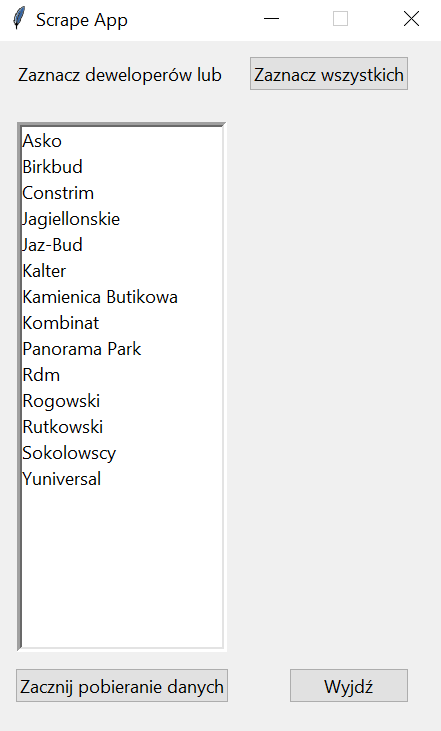 Scrape App
Zaznacz deweloperów lub Zaznacz wszystkich
Asko
Birkbud
Constrim
Jagiellonskie
Jaz-Bud
Kalter
Kamienica Butikowa
Kombinat
Panorama Park
Rdm
Rogowski
Rutkowski
Sokolowscy
Yuniversal
Zacznij pobieranie danych Wyjdź